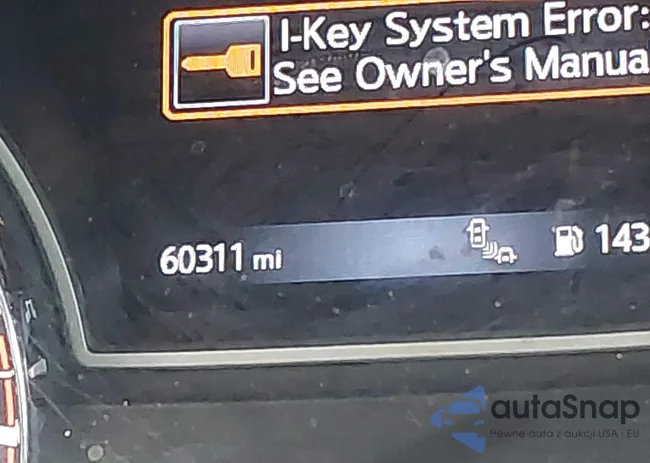 I-Key System Error:
See Owner's Manua
60311 mi
143
autaSnap
Pewne auta z aukcji USA i EU